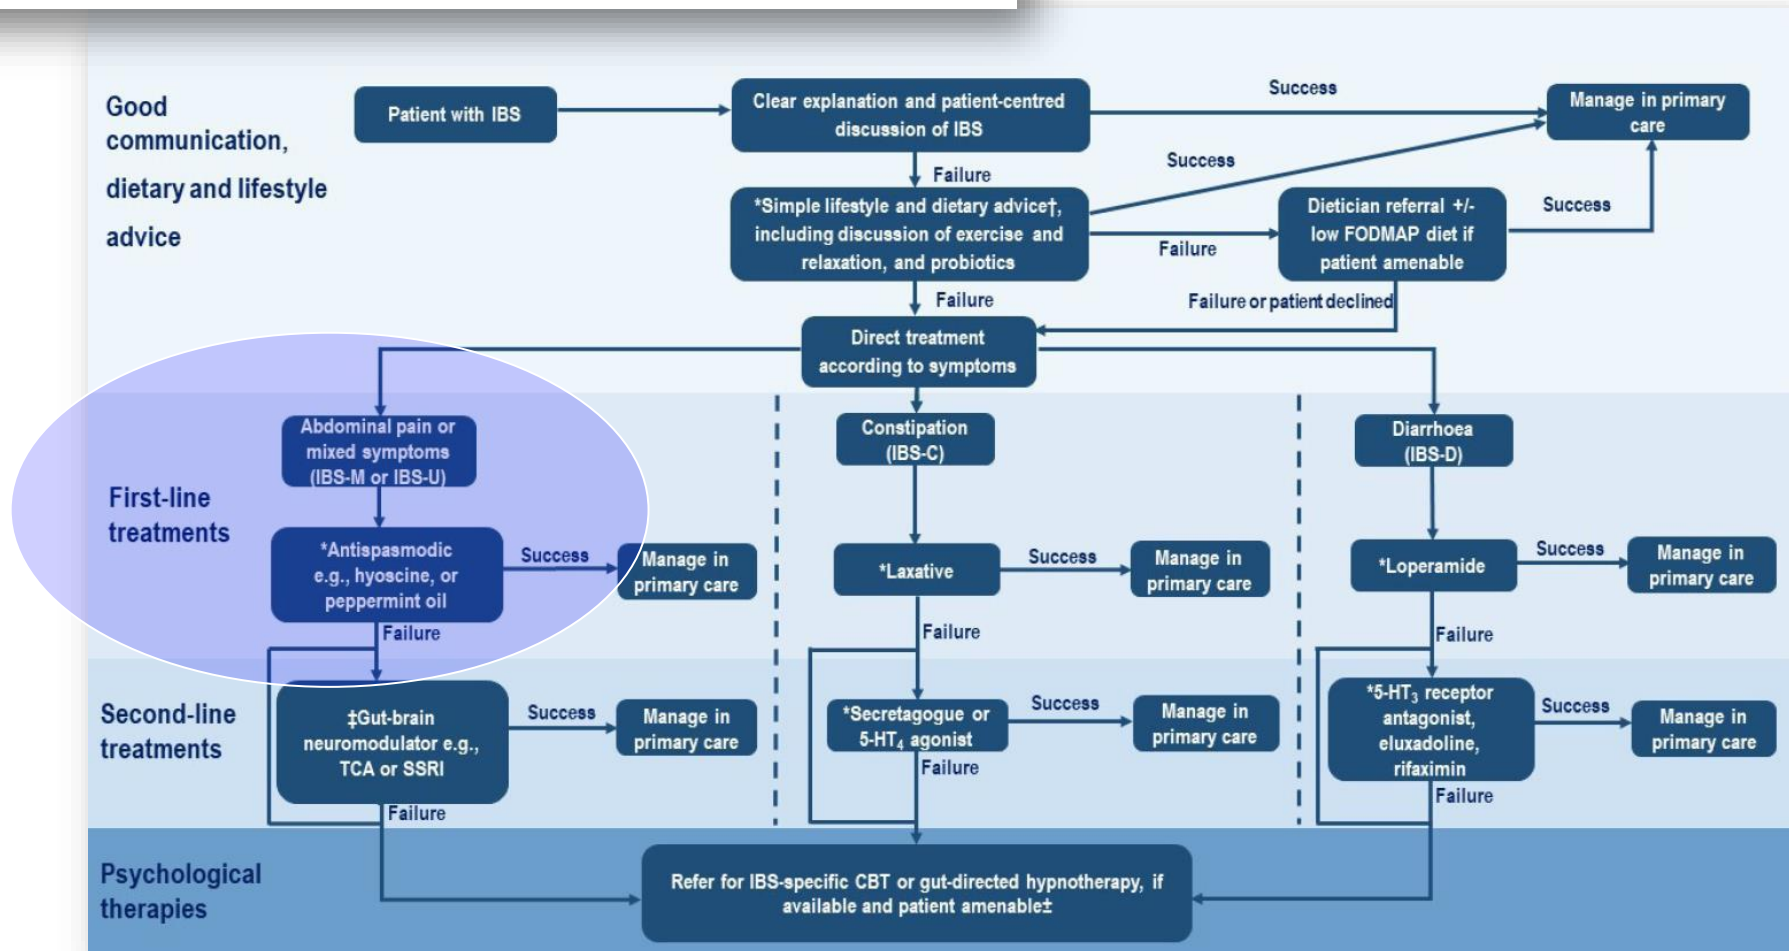 Good
communication,
dietary and lifestyle
advice
Patient with IBS
Clear explanation and patient-centred
discussion of IBS
Success
Manage in primary
care
Failure
Success
*Simple lifestyle and dietary advice†,
including discussion of exercise and
relaxation, and probiotics
Failure
Dietician referral +/-
low FODMAP diet if
patient amenable
Success
Failure
Failure or patient declined
Direct treatment
according to symptoms
First-line
treatments
Abdominal pain or
mixed symptoms
(IBS-M or IBS-U)
*Antispasmodic
e.g., hyoscine, or
peppermint oil
Success
Manage in
primary care
Failure
Constipation
(IBS-C)
*Laxative
Success
Manage in
primary care
Failure
Diarrhoea
(IBS-D)
*Loperamide
Success
Manage in
primary care
Failure
Second-line
treatments
‡Gut-brain
neuromodulator e.g.,
TCA or SSRI
Success
Manage in
primary care
Failure
*Secretagogue or
5-HT₄ agonist
Success
Manage in
primary care
Failure
*5-HT₃ receptor
antagonist,
eluxadoline,
rifaximin
Success
Manage in
primary care
Failure
Psychological
therapies
Refer for IBS-specific CBT or gut-directed hypnotherapy, if
available and patient amenable±